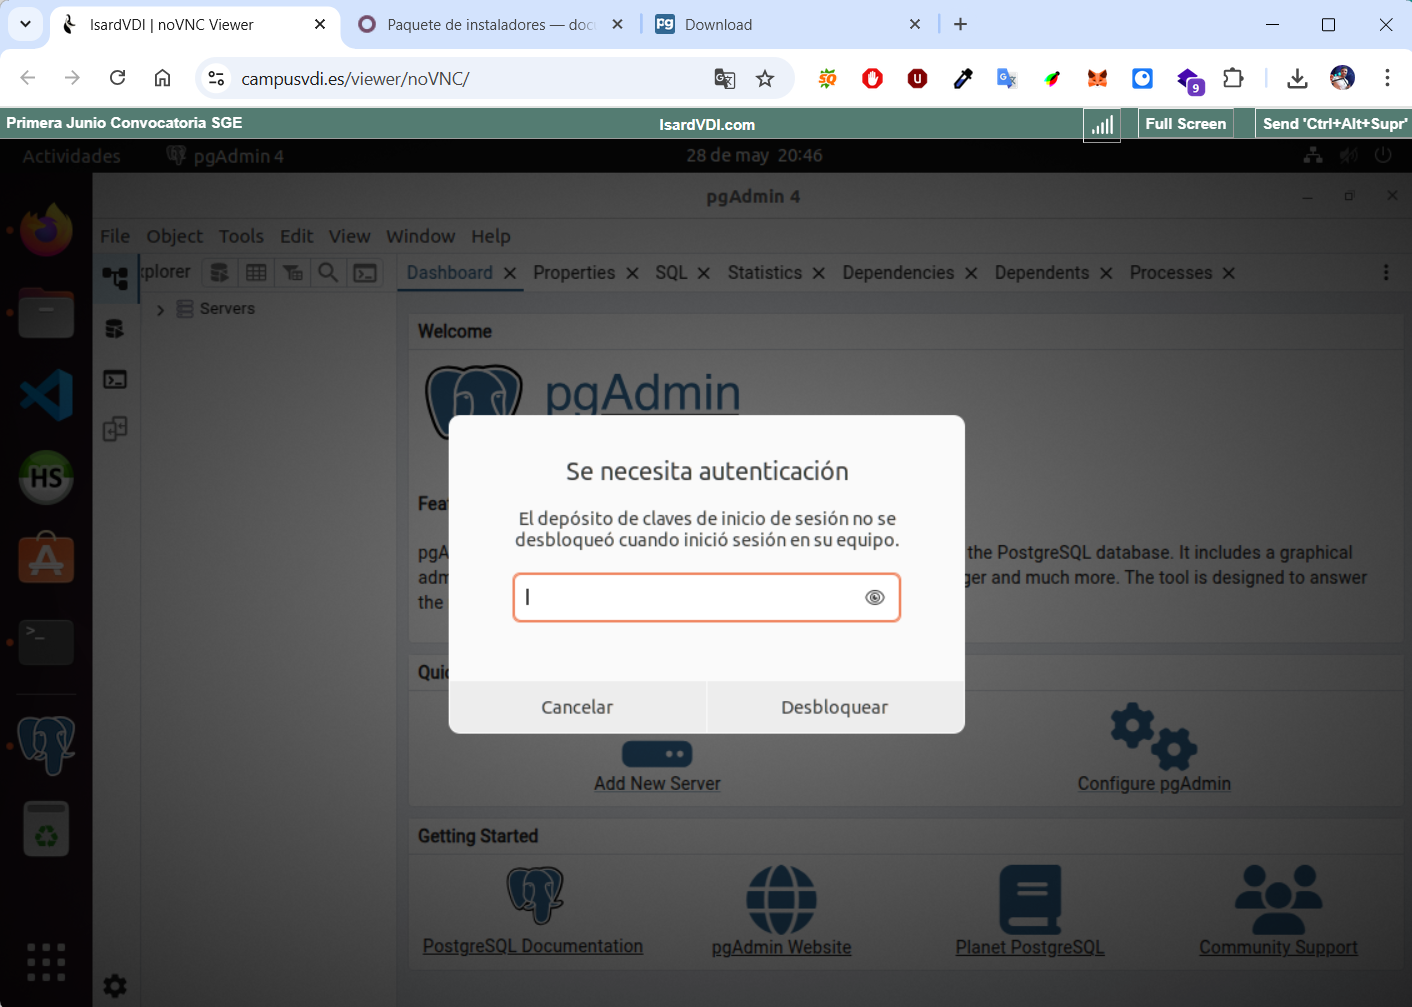 IsardVDI | noVNC Viewer
Paquete de instaladores — doc
Download
campusvdi.es/viewer/noVNC/
9
Primera Junio Convocatoria SGE
IsardVDI.com
Full Screen
Send 'Ctrl+Alt+Supr'
Actividades
pgAdmin 4
28 de may 20:46
pgAdmin 4
File Object Tools Edit View Window Help
xplorer
Dashboard
Properties
SQL
Statistics
Dependencies
Dependents
Processes
Servers
Welcome
pgAdmin
Se necesita autenticación
El depósito de claves de inicio de sesión no se
desbloqueó cuando inició sesión en su equipo.
Fea
pgA
the PostgreSQL database. It includes a graphical
adm
ger and much more. The tool is designed to answer
the
Quic
Cancelar
Desbloquear
Add New Server
Configure pgAdmin
Getting Started
PostgreSQL Documentation
pgAdmin Website
Planet PostgreSQL
Community Support
HS